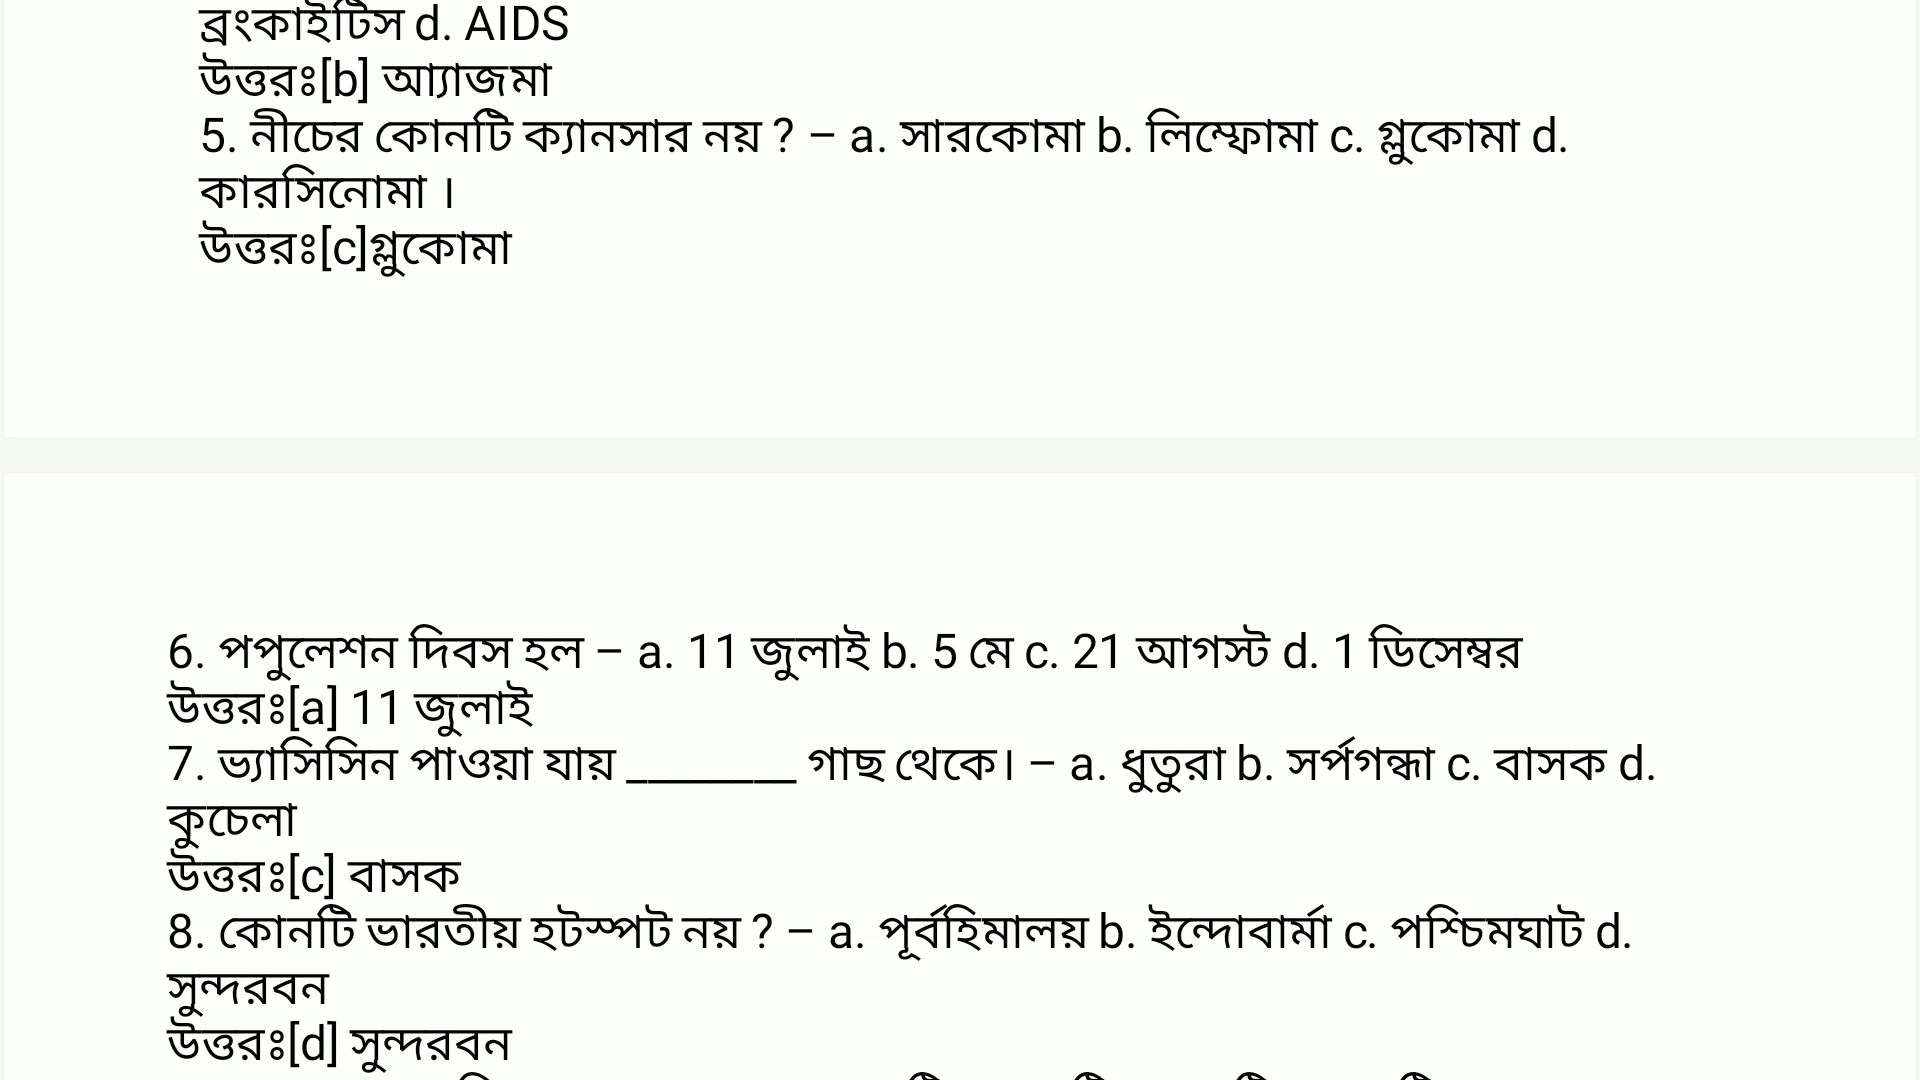 ব্রংকাইটিস d. AIDS
উত্তরঃ[b] আ্যাজমা
5. নীচের কোনটি ক্যানসার নয় ? – a. সারকোমা b. লিম্ফোমা c. গ্লুকোমা d.
কারসিনোমা ।
উত্তরঃ[c]গ্লুকোমা
6. পপুলেশন দিবস হল – a. 11 জুলাই b. 5 মে c. 21 আগস্ট d. 1 ডিসেম্বর
উত্তরঃ[a] 11 জুলাই
7. ভ্যাসিসিন পাওয়া যায় ________ গাছ থেকে। – a. ধুতুরা b. সর্পগন্ধা c. বাসক d.
কুচেলা
উত্তরঃ[c] বাসক
8. কোনটি ভারতীয় হটস্পট নয় ? – a. পূর্বহিমালয় b. ইন্দোবার্মা c. পশ্চিমঘাট d.
সুন্দরবন
উত্তরঃ[d] সুন্দরবন